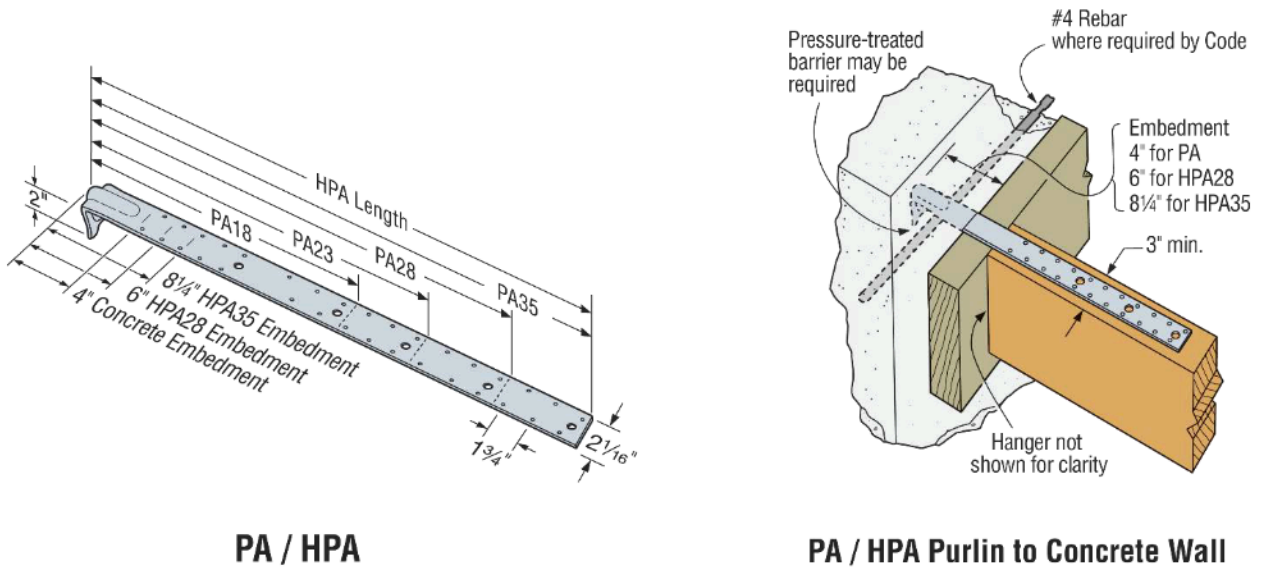 HPA Length
PA18
PA23
PA28
PA35
2"
8¼" HPA35 Embedment
6" HPA28 Embedment
4" Concrete Embedment
1¾"
2 1/16"
PA / HPA
Pressure-treated
barrier may be
required
#4 Rebar
where required by Code
Embedment
4" for PA
6" for HPA28
8¼" for HPA35
3" min.
Hanger not
shown for clarity
PA / HPA Purlin to Concrete Wall